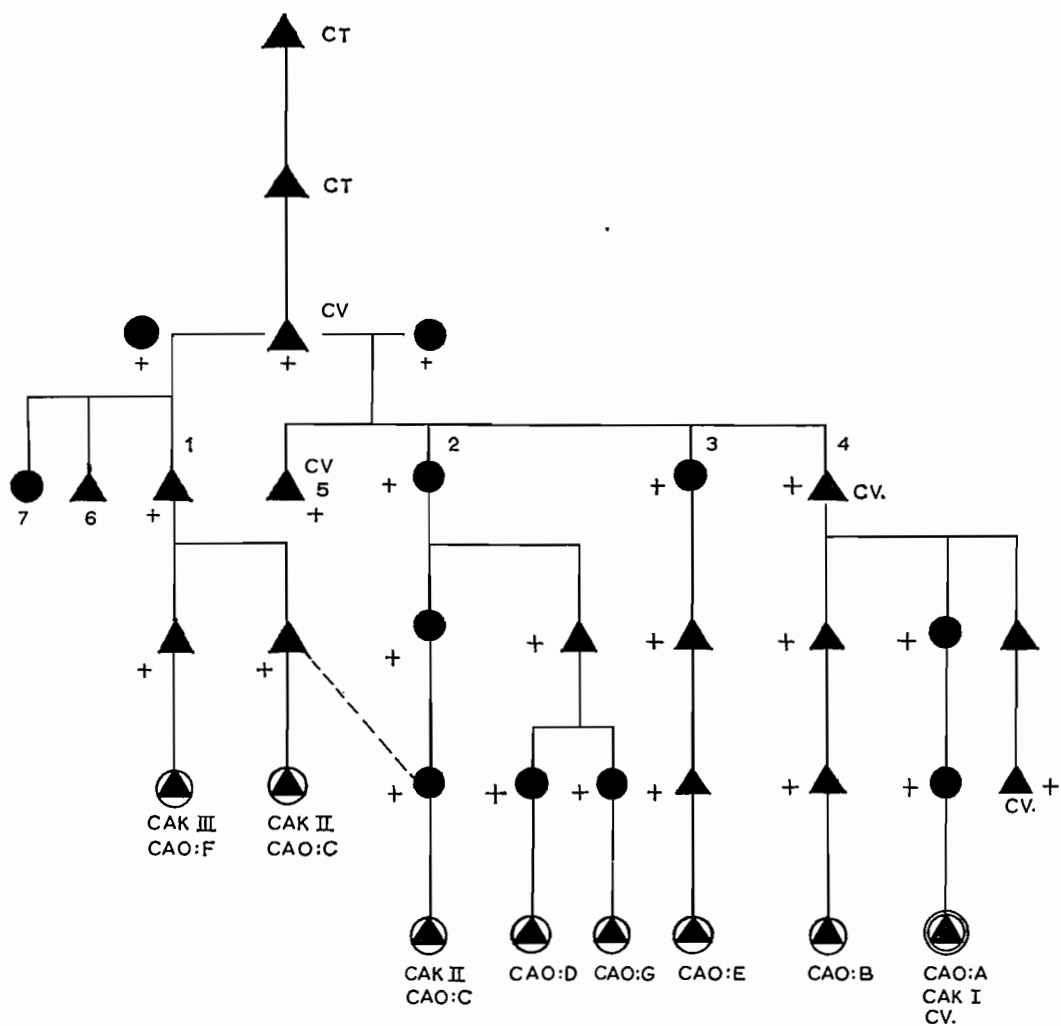 CT
CT
CV
+ + +
1 2 3 4
CV
5
CV.
+ + + +
7 6 + +
+ + + + + + +
+ + + + + + +
CV.
CAK III
CAO:F
CAK II
CAO:C
CAK II
CAO:C
CAO:D
CAO:G
CAO:E
CAO:B
CAO:A
CAK I
CV.